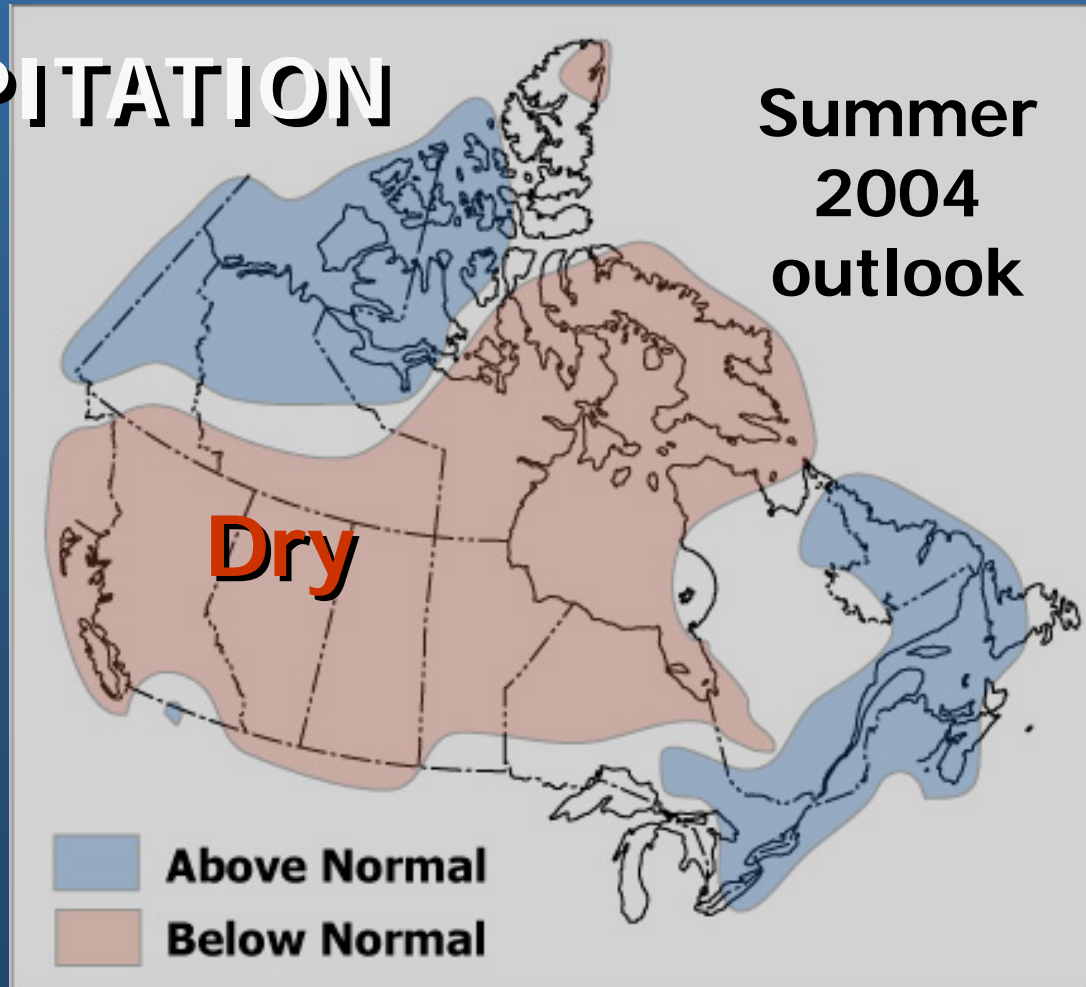 PITATION
Summer
2004
outlook
Dry
Above Normal
Below Normal